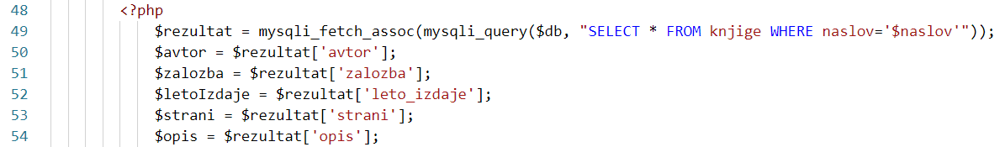 48 <?php
49 $rezultat = mysqli_fetch_assoc(mysqli_query($db, "SELECT * FROM knjige WHERE naslov='$naslov'"));
50 $avtor = $rezultat['avtor'];
51 $zalozba = $rezultat['zalozba'];
52 $letoIzdaje = $rezultat['leto_izdaje'];
53 $strani = $rezultat['strani'];
54 $opis = $rezultat['opis'];